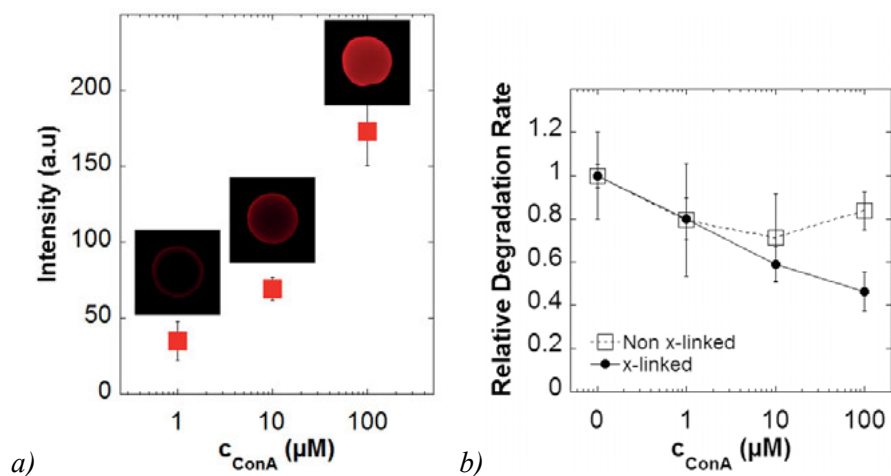 Intensity (a.u)
200
150
100
50
0
1
10
100
c_ConA (µM)
a)
Relative Degradation Rate
1.2
1
0.8
0.6
0.4
0.2
0
Non x-linked
x-linked
0
1
10
100
c_ConA (µM)
b)